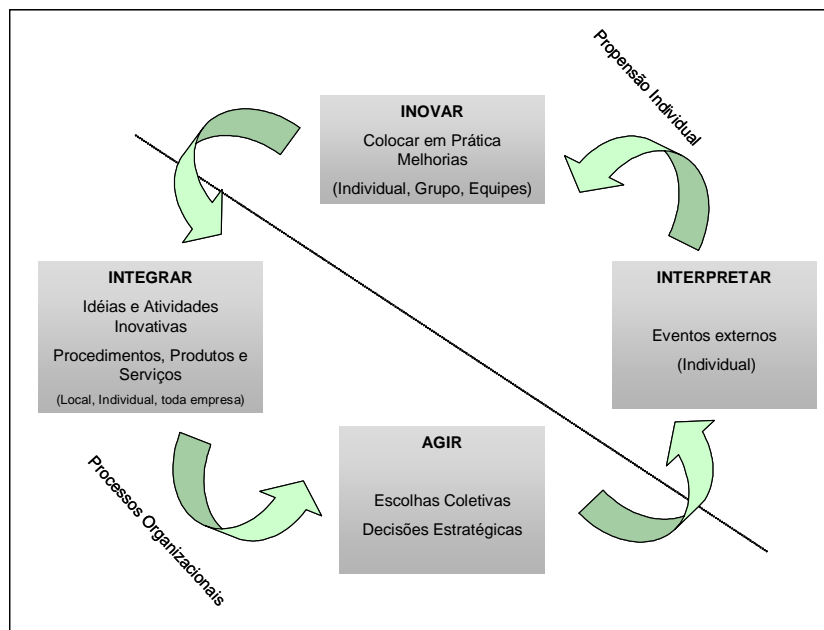 Propensão Individual
INOVAR
Colocar em Prática
Melhorias
(Individual, Grupo, Equipes)
INTEGRAR
Idéias e Atividades
Inovativas
Procedimentos, Produtos e
Serviços
(Local, Individual, toda empresa)
INTERPRETAR
Eventos externos
(Individual)
AGIR
Escolhas Coletivas
Decisões Estratégicas
Processos Organizacionais